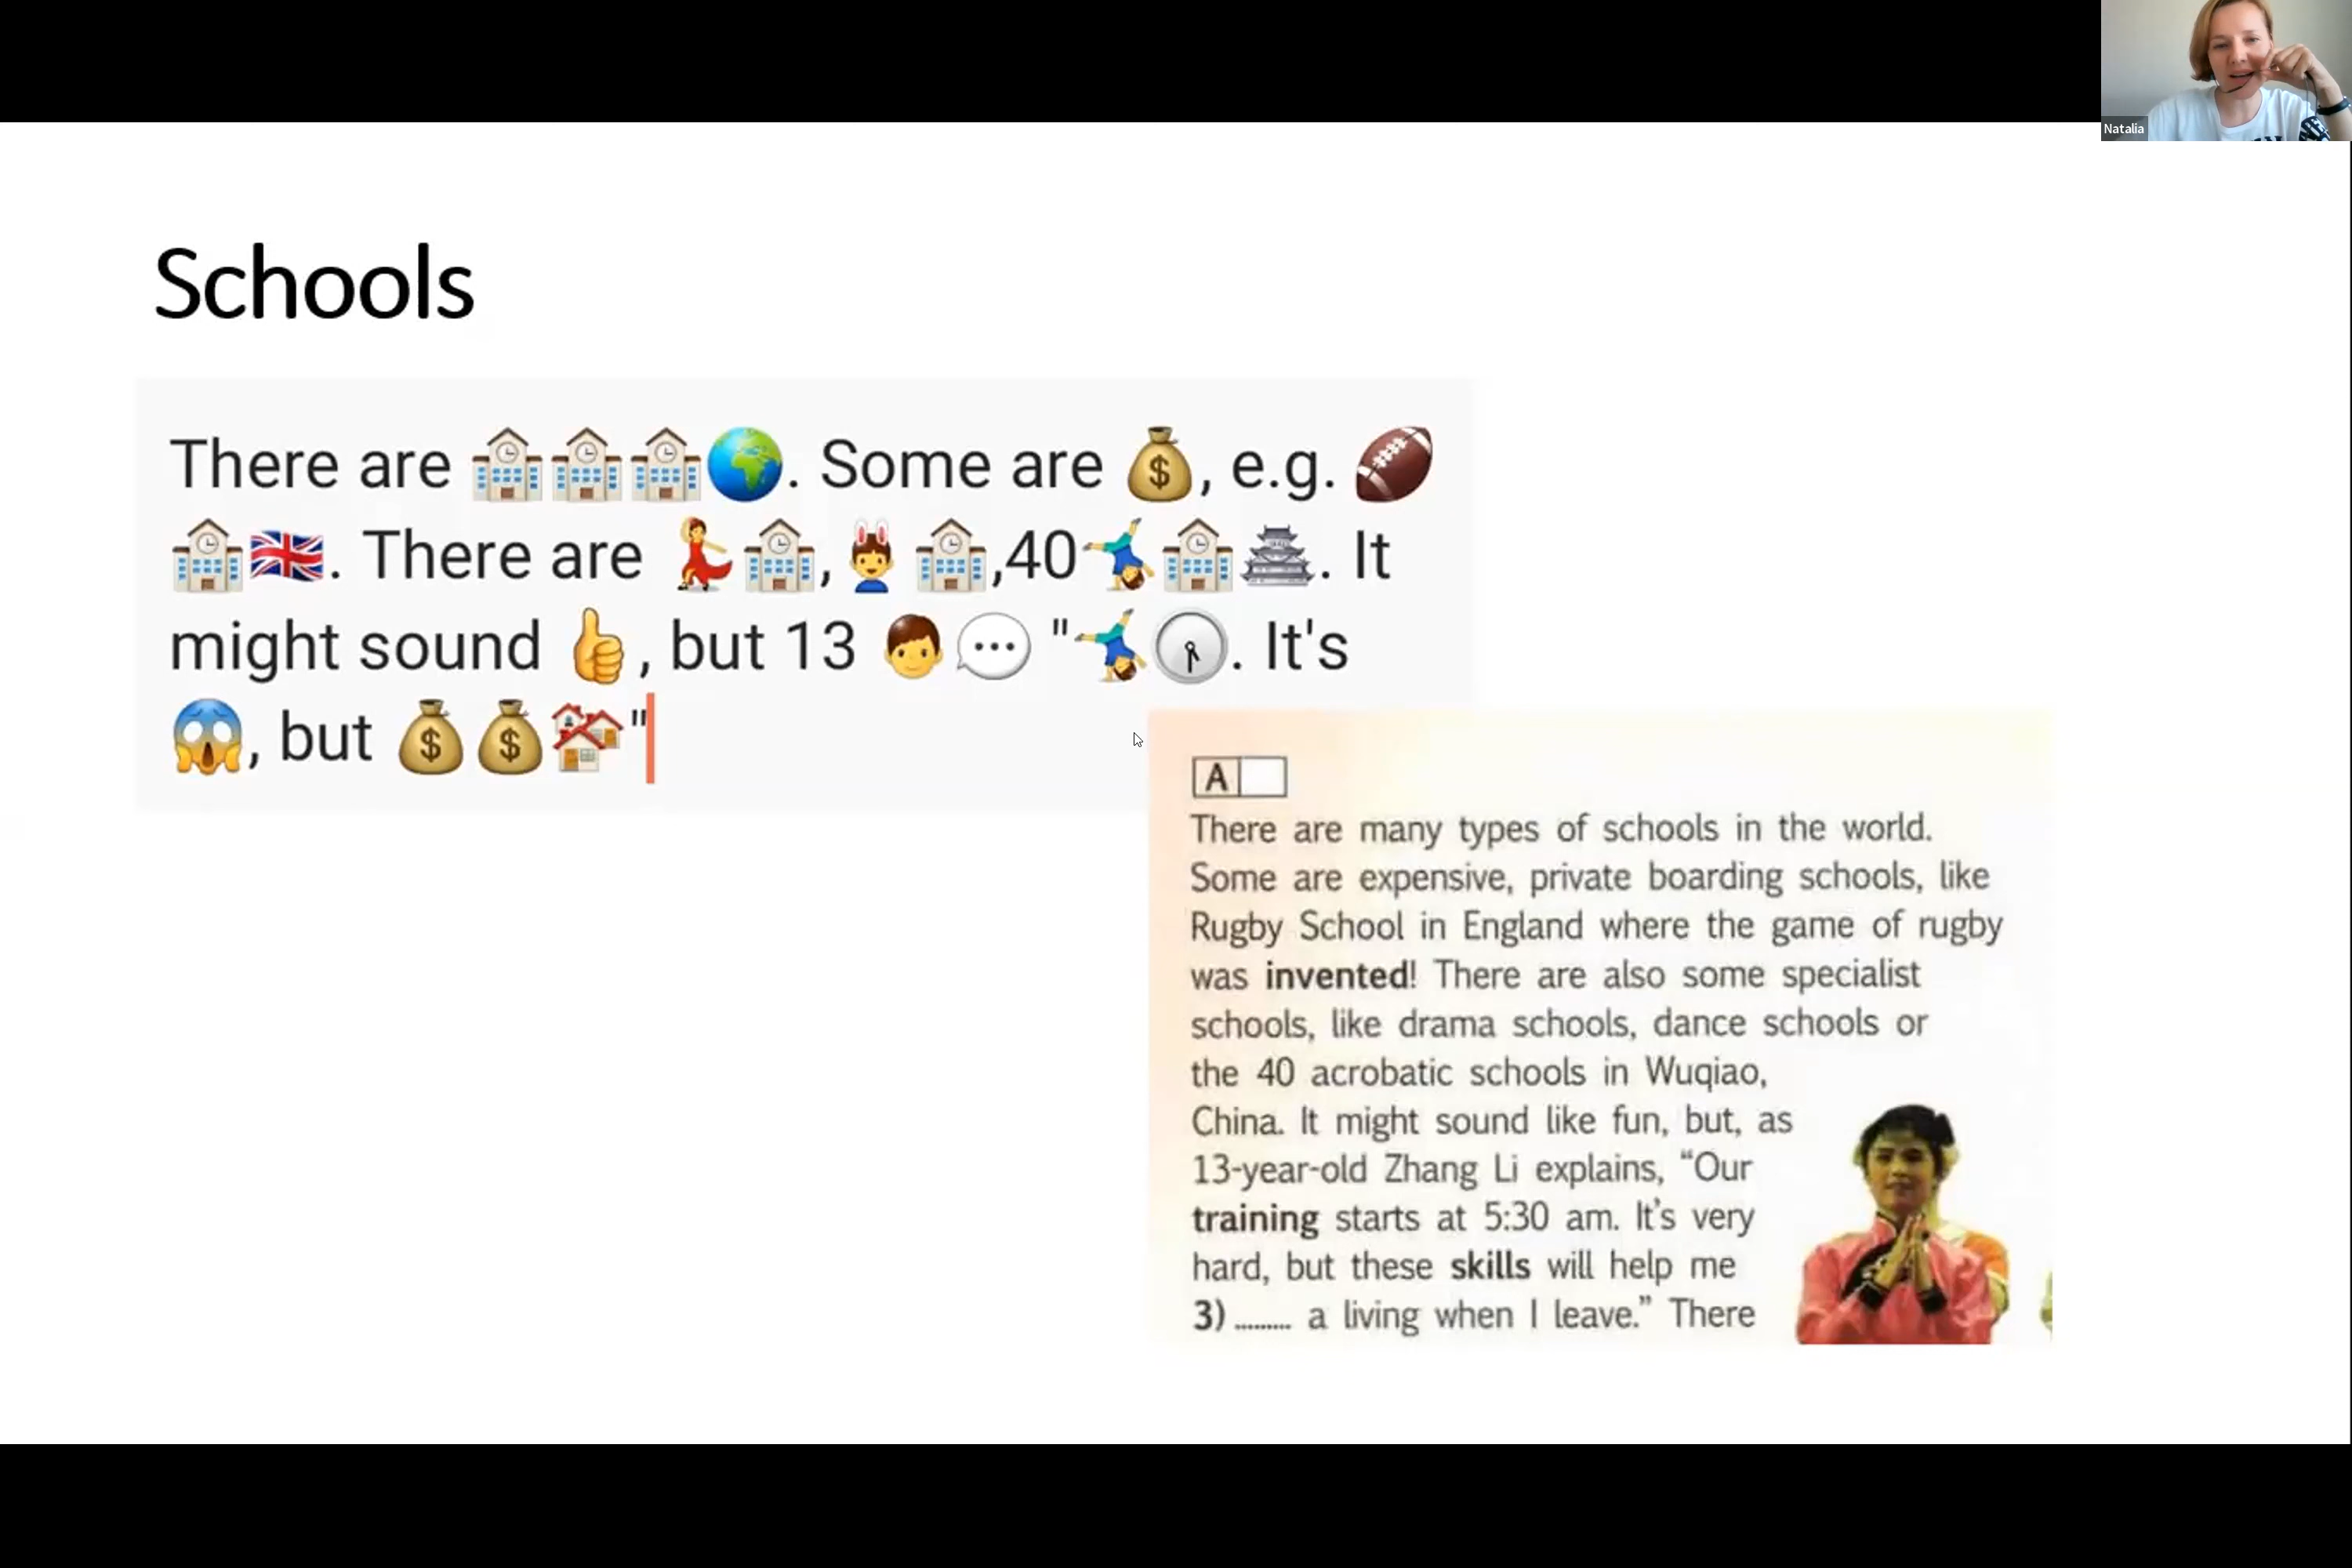 Natalia
Schools
There are 🏫🏫🏫🌍. Some are 💰, e.g. 🏈
🏫🇬🇧. There are 💃🏫,👯‍♂️🏫,40🤸‍♂️🏫🏯. It
might sound 👍, but 13 👦💬 "🤸‍♂️🕠. It's
😱, but 💰💰🏘️"
A
There are many types of schools in the world.
Some are expensive, private boarding schools, like
Rugby School in England where the game of rugby
was invented! There are also some specialist
schools, like drama schools, dance schools or
the 40 acrobatic schools in Wuqiao,
China. It might sound like fun, but, as
13-year-old Zhang Li explains, “Our
training starts at 5:30 am. It’s very
hard, but these skills will help me
3) ......... a living when I leave.” There